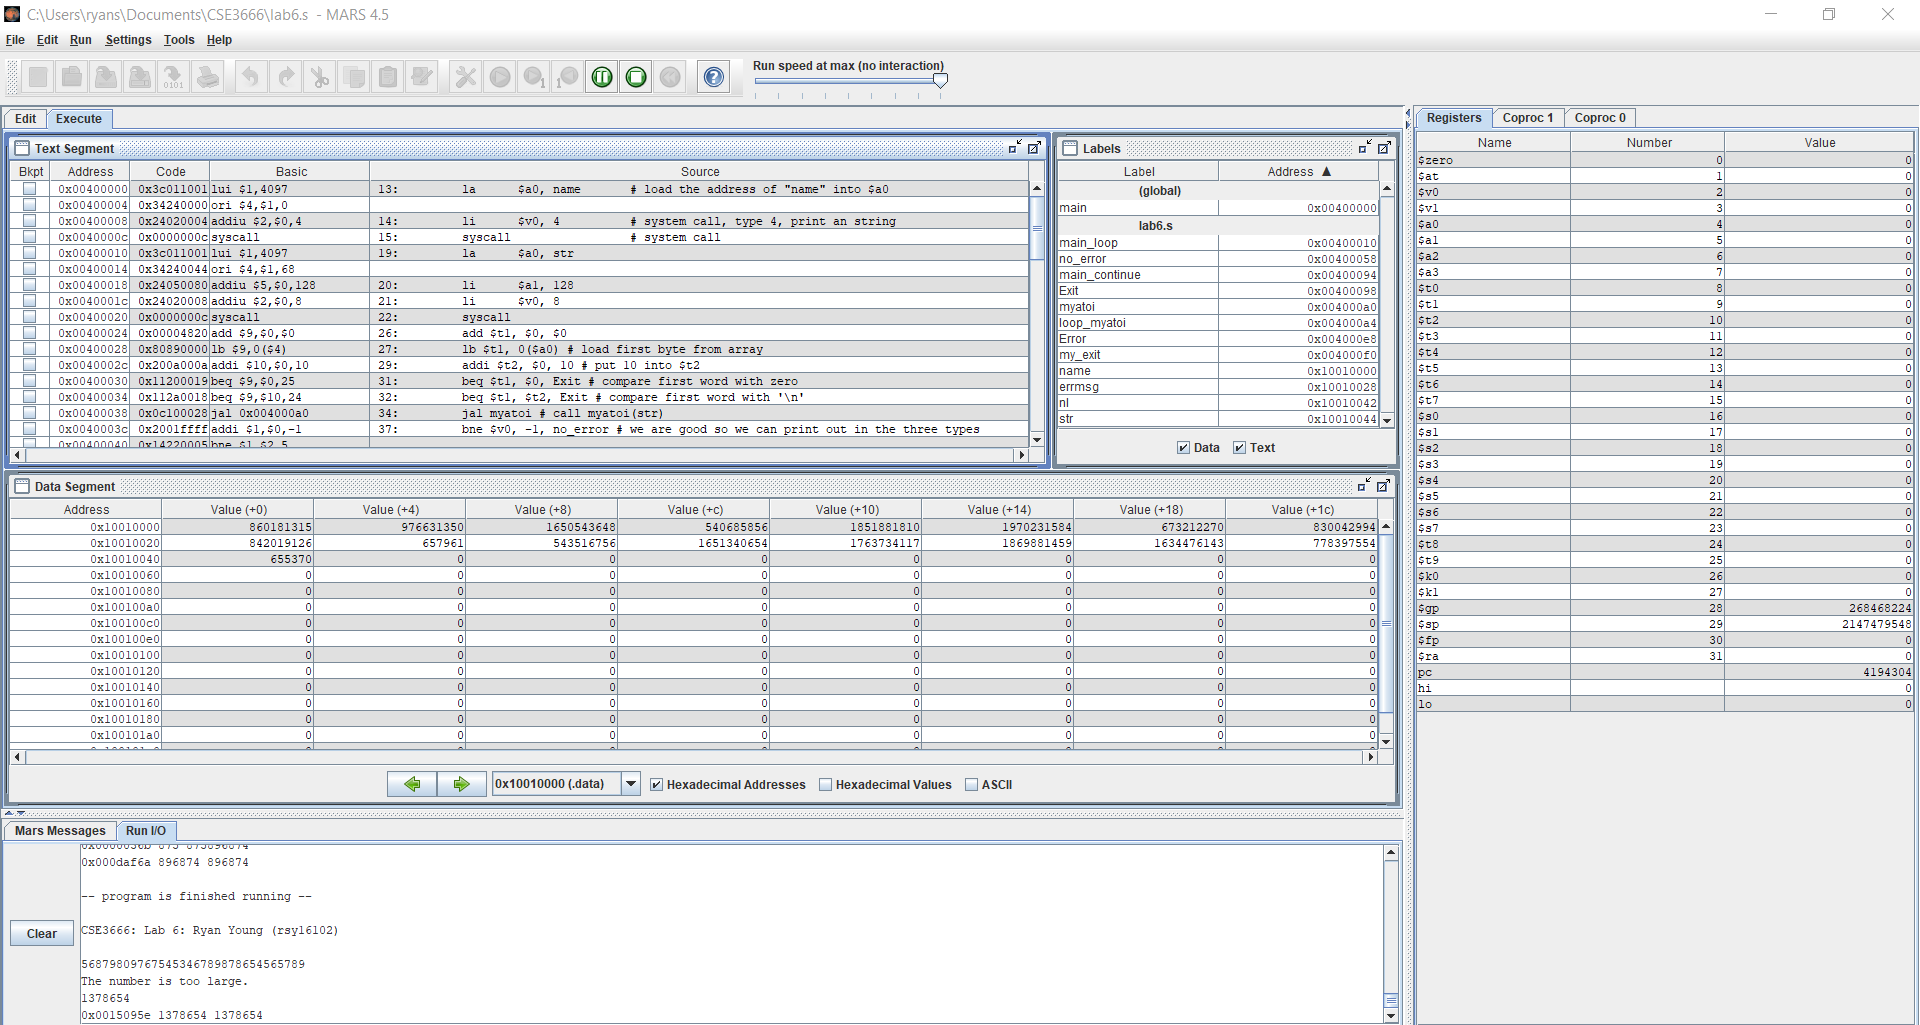 C:\Users\ryans\Documents\CSE3666\lab6.s - MARS 4.5
File Edit Run Settings Tools Help
Run speed at max (no interaction)
Edit Execute
Text Segment
Bkpt Address Code Basic Source
0x00400000 0x3c011001 lui $1,4097 13: la $a0, name # load the address of "name" into $a0
0x00400004 0x34240000 ori $4,$1,0
0x00400008 0x24020004 addiu $2,$0,4 14: li $v0, 4 # system call, type 4, print an string
0x0040000c 0x0000000c syscall 15: syscall # system call
0x00400010 0x3c011001 lui $1,4097 19: la $a0, str
0x00400014 0x34240044 ori $4,$1,68
0x00400018 0x24050080 addiu $5,$0,128 20: li $a1, 128
0x0040001c 0x24020008 addiu $2,$0,8 21: li $v0, 8
0x00400020 0x0000000c syscall 22: syscall
0x00400024 0x00004820 add $9,$0,$0 26: add $t1, $0, $0
0x00400028 0x80890000 lb $9,0($4) 27: lb $t1, 0($a0) # load first byte from array
0x0040002c 0x200a000a addi $10,$0,10 29: addi $t2, $0, 10 # put 10 into $t2
0x00400030 0x11200019 beq $9,$0,25 31: beq $t1, $0, Exit # compare first word with zero
0x00400034 0x112a0018 beq $9,$10,24 32: beq $t1, $t2, Exit # compare first word with '\n'
0x00400038 0x0c100028 jal 0x004000a0 34: jal myatoi # call myatoi(str)
0x0040003c 0x2001ffff addi $1,$0,-1 37: bne $v0, -1, no_error # we are good so we can print out in the three types
0x00400040 0x14220005 bne $1,$2,5
Labels
Label Address ▲
(global)
main 0x00400000
lab6.s
main_loop 0x00400010
no_error 0x00400058
main_continue 0x00400094
Exit 0x00400098
myatoi 0x004000a0
loop_myatoi 0x004000a4
Error 0x004000e8
my_exit 0x004000f0
name 0x10010000
errmsg 0x10010028
nl 0x10010042
str 0x10010044
Data Text
Data Segment
Address Value (+0) Value (+4) Value (+8) Value (+c) Value (+10) Value (+14) Value (+18) Value (+1c)
0x10010000 860181315 976631350 1650543648 540685856 1851881810 1970231584 673212270 830042994
0x10010020 842019126 657961 543516756 1651340654 1763734117 1869881459 1634476143 778397554
0x10010040 655370 0 0 0 0 0 0 0
0x10010060 0 0 0 0 0 0 0 0
0x10010080 0 0 0 0 0 0 0 0
0x100100a0 0 0 0 0 0 0 0 0
0x100100c0 0 0 0 0 0 0 0 0
0x100100e0 0 0 0 0 0 0 0 0
0x10010100 0 0 0 0 0 0 0 0
0x10010120 0 0 0 0 0 0 0 0
0x10010140 0 0 0 0 0 0 0 0
0x10010160 0 0 0 0 0 0 0 0
0x10010180 0 0 0 0 0 0 0 0
0x100101a0 0 0 0 0 0 0 0 0
0x10010000 (.data) Hexadecimal Addresses Hexadecimal Values ASCII
Mars Messages Run I/O
Clear
0x0000036b 875 875896874
0x000daf6a 896874 896874
-- program is finished running --
CSE3666: Lab 6: Ryan Young (rsy16102)
56879809767545346789878654565789
The number is too large.
1378654
0x0015095e 1378654 1378654
Registers Coproc 1 Coproc 0
Name Number Value
$zero 0 0
$at 1 0
$v0 2 0
$v1 3 0
$a0 4 0
$a1 5 0
$a2 6 0
$a3 7 0
$t0 8 0
$t1 9 0
$t2 10 0
$t3 11 0
$t4 12 0
$t5 13 0
$t6 14 0
$t7 15 0
$s0 16 0
$s1 17 0
$s2 18 0
$s3 19 0
$s4 20 0
$s5 21 0
$s6 22 0
$s7 23 0
$t8 24 0
$t9 25 0
$k0 26 0
$k1 27 0
$gp 28 268468224
$sp 29 2147479548
$fp 30 0
$ra 31 0
pc 4194304
hi 0
lo 0